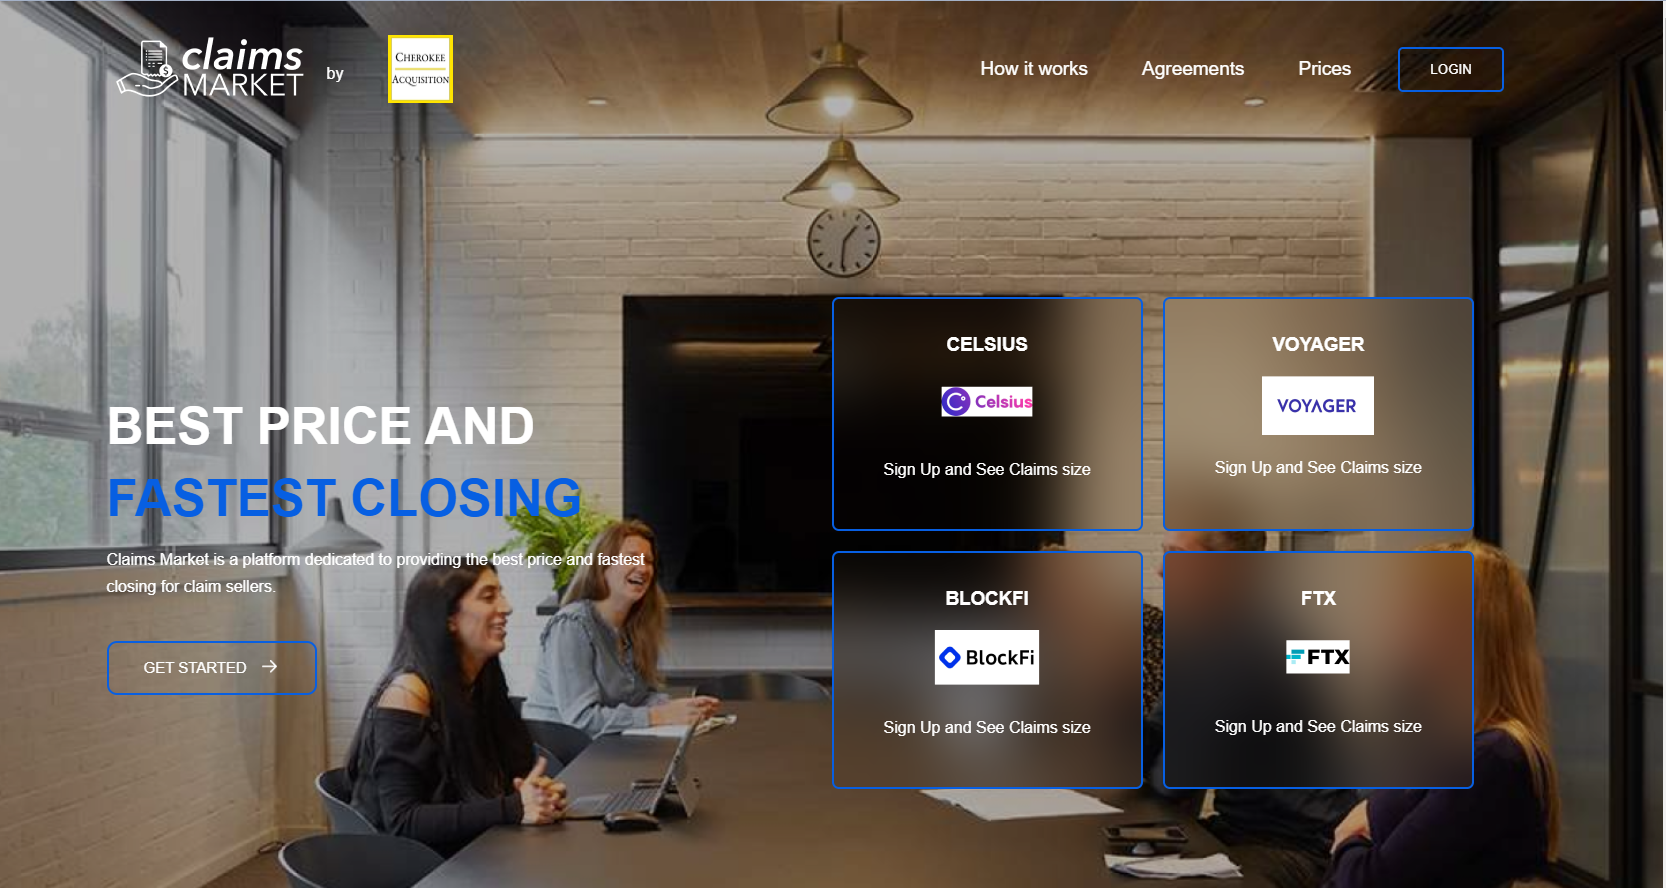 claims
MARKET
by
CHEROKEE
ACQUISITION
How it works
Agreements
Prices
LOGIN
BEST PRICE AND
FASTEST CLOSING
Claims Market is a platform dedicated to providing the best price and fastest
closing for claim sellers.
GET STARTED
CELSIUS
Celsius
Sign Up and See Claims size
VOYAGER
VOYAGER
Sign Up and See Claims size
BLOCKFI
BlockFi
Sign Up and See Claims size
FTX
FTX
Sign Up and See Claims size